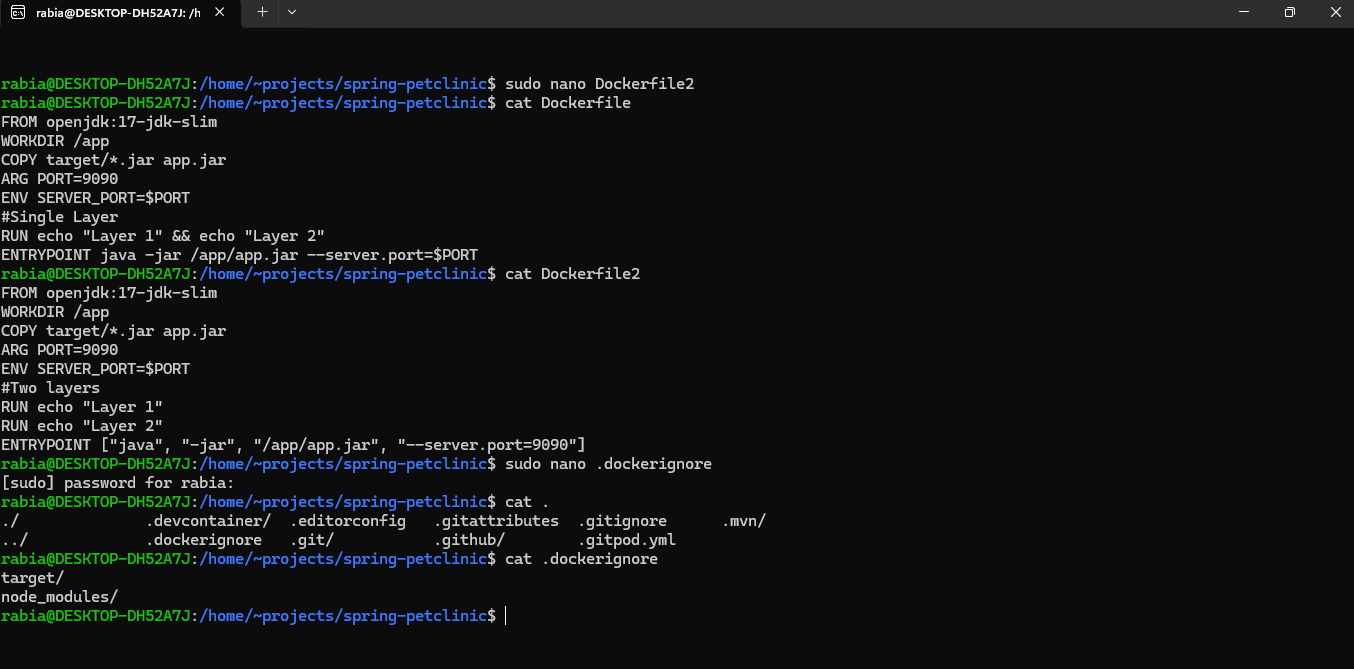 rabia@DESKTOP-DH52A7J: /h
rabia@DESKTOP-DH52A7J:/home/~projects/spring-petclinic$ sudo nano Dockerfile2
rabia@DESKTOP-DH52A7J:/home/~projects/spring-petclinic$ cat Dockerfile
FROM openjdk:17-jdk-slim
WORKDIR /app
COPY target/*.jar app.jar
ARG PORT=9090
ENV SERVER_PORT=$PORT
#Single Layer
RUN echo "Layer 1" && echo "Layer 2"
ENTRYPOINT java -jar /app/app.jar --server.port=$PORT
rabia@DESKTOP-DH52A7J:/home/~projects/spring-petclinic$ cat Dockerfile2
FROM openjdk:17-jdk-slim
WORKDIR /app
COPY target/*.jar app.jar
ARG PORT=9090
ENV SERVER_PORT=$PORT
#Two layers
RUN echo "Layer 1"
RUN echo "Layer 2"
ENTRYPOINT ["java", "-jar", "/app/app.jar", "--server.port=9090"]
rabia@DESKTOP-DH52A7J:/home/~projects/spring-petclinic$ sudo nano .dockerignore
[sudo] password for rabia:
rabia@DESKTOP-DH52A7J:/home/~projects/spring-petclinic$ cat .
./ .devcontainer/ .editorconfig .gitattributes .gitignore .mvn/
../ .dockerignore .git/ .github/ .gitpod.yml
rabia@DESKTOP-DH52A7J:/home/~projects/spring-petclinic$ cat .dockerignore
target/
node_modules/
rabia@DESKTOP-DH52A7J:/home/~projects/spring-petclinic$